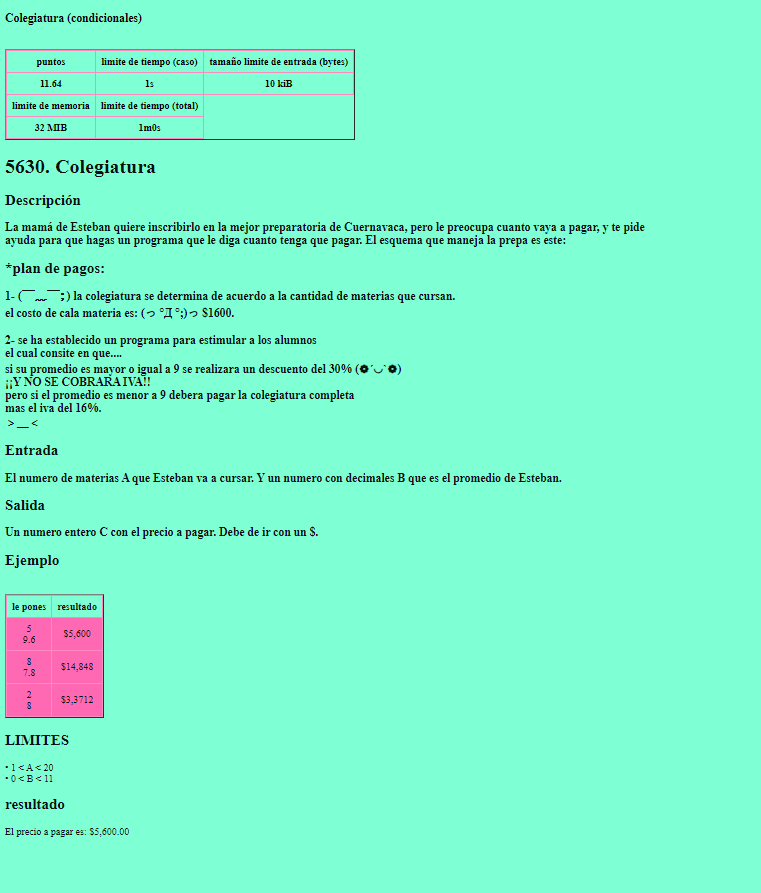 Colegiatura (condicionales)
puntos limite de tiempo (caso) tamaño limite de entrada (bytes)
11.64 1s 10 kiB
limite de memoria limite de tiempo (total)
32 MIB 1m0s
5630. Colegiatura
Descripción
La mamá de Esteban quiere inscribirlo en la mejor preparatoria de Cuernavaca, pero le preocupa cuanto vaya a pagar, y te pide
ayuda para que hagas un programa que le diga cuanto tenga que pagar. El esquema que maneja la prepa es este:
*plan de pagos:
1- (￣﹏￣；) la colegiatura se determina de acuerdo a la cantidad de materias que cursan.
el costo de cala materia es: (っ °Д °;)っ $1600.
2- se ha establecido un programa para estimular a los alumnos
el cual consite en que....
si su promedio es mayor o igual a 9 se realizara un descuento del 30% (❁´◡`❁)
¡¡Y NO SE COBRARA IVA!!
pero si el promedio es menor a 9 debera pagar la colegiatura completa
mas el iva del 16%.
＞﹏＜
Entrada
El numero de materias A que Esteban va a cursar. Y un numero con decimales B que es el promedio de Esteban.
Salida
Un numero entero C con el precio a pagar. Debe de ir con un $.
Ejemplo
le pones resultado
5
9.6 $5,600
8
7.8 $14,848
2
8 $3,3712
LIMITES
• 1 < A < 20
• 0 < B < 11
resultado
El precio a pagar es: $5,600.00